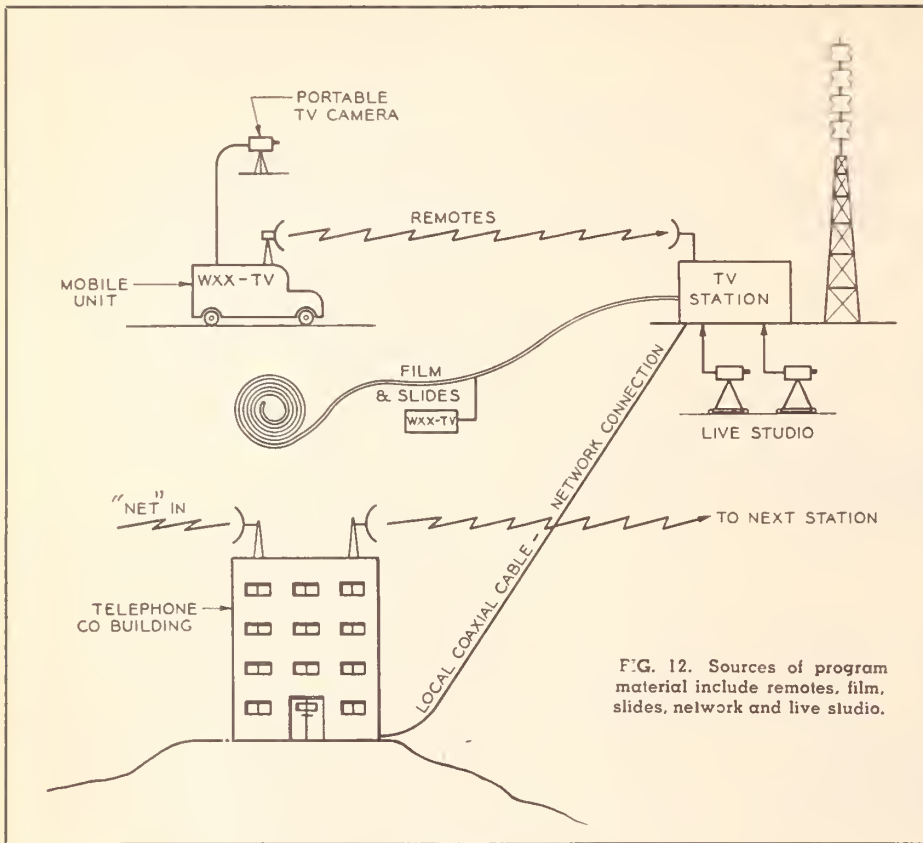 PORTABLE
TV CAMERA
REMOTES
MOBILE
UNIT
WXX-TV
TV
STATION
FILM
& SLIDES
WXX-TV
LIVE STUDIO
"NET" IN
TO NEXT STATION
LOCAL COAXIAL CABLE - NETWORK CONNECTION
TELEPHONE
CO BUILDING
FIG. 12. Sources of program
material include remotes, film,
slides, network and live studio.